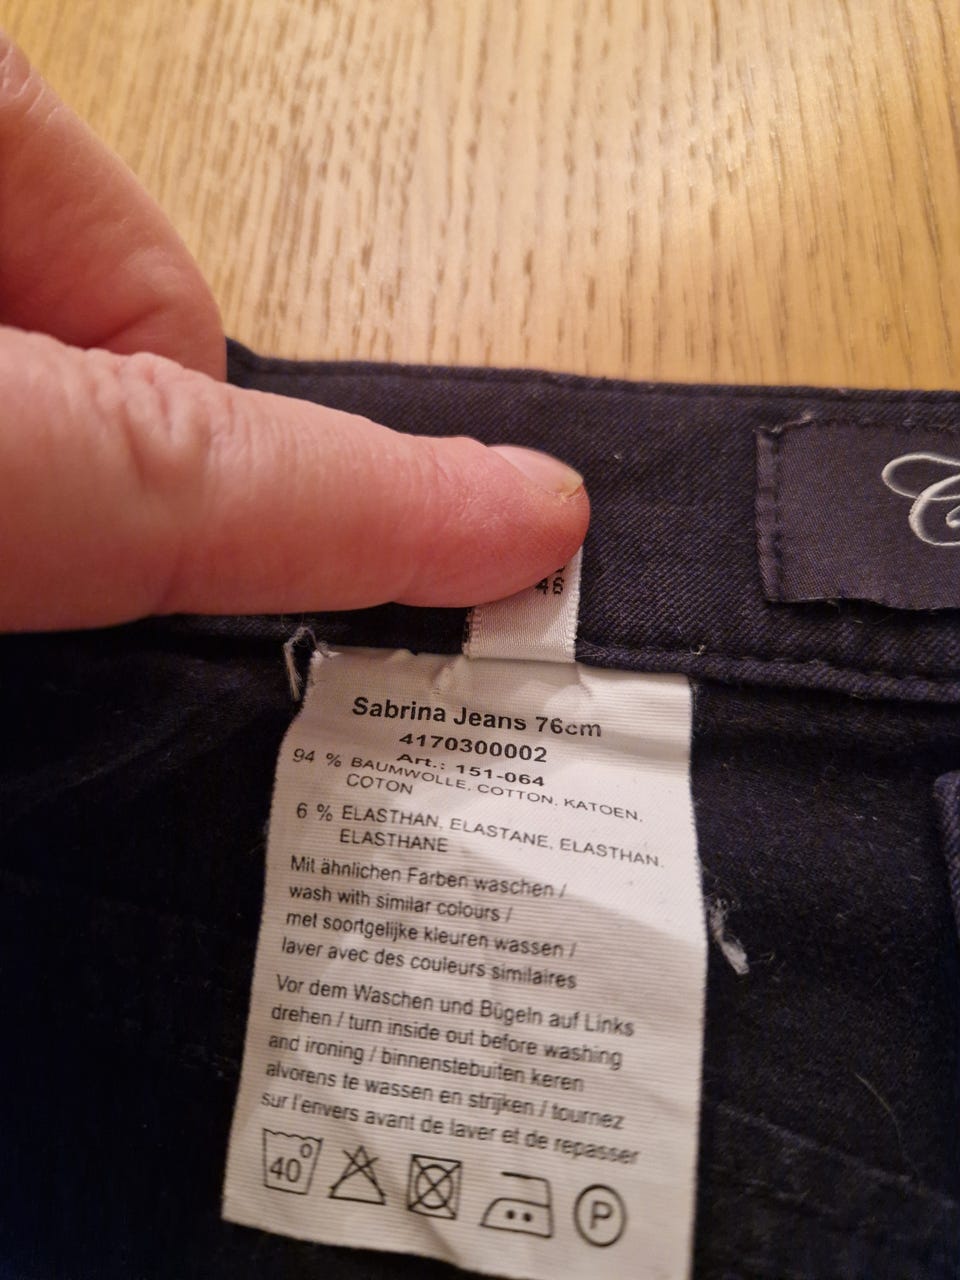 46
Sabrina Jeans 76cm
4170300002
Art.: 151-064
94 % BAUMWOLLE, COTTON, KATOEN,
COTON
6 % ELASTHAN, ELASTANE, ELASTHAN.
ELASTHANE
Mit ähnlichen Farben waschen /
wash with similar colours /
met soortgelijke kleuren wassen /
laver avec des couleurs similaires
Vor dem Waschen und Bügeln auf Links
drehen / turn inside out before washing
and ironing / binnenstebuiten keren
alvorens te wassen en strijken / tournez
sur l'envers avant de laver et de repasser
40° P